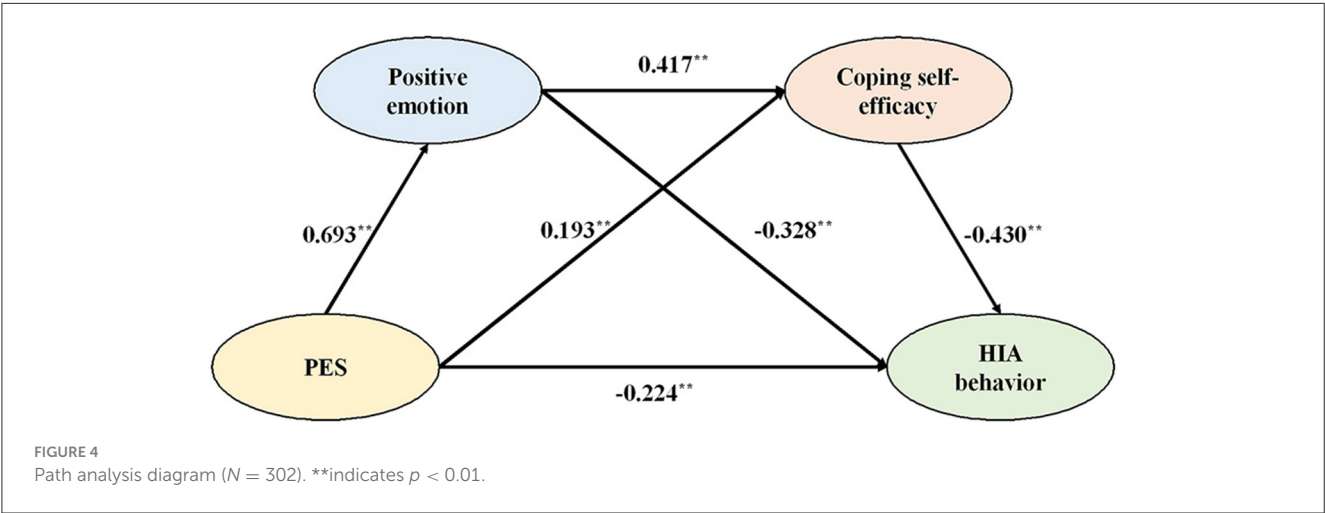 0.417**
Positive
emotion
Coping self-
efficacy
0.693**
0.193**
-0.328**
-0.430**
PES
HIA
behavior
-0.224**
FIGURE 4
Path analysis diagram (N = 302). **indicates p < 0.01.